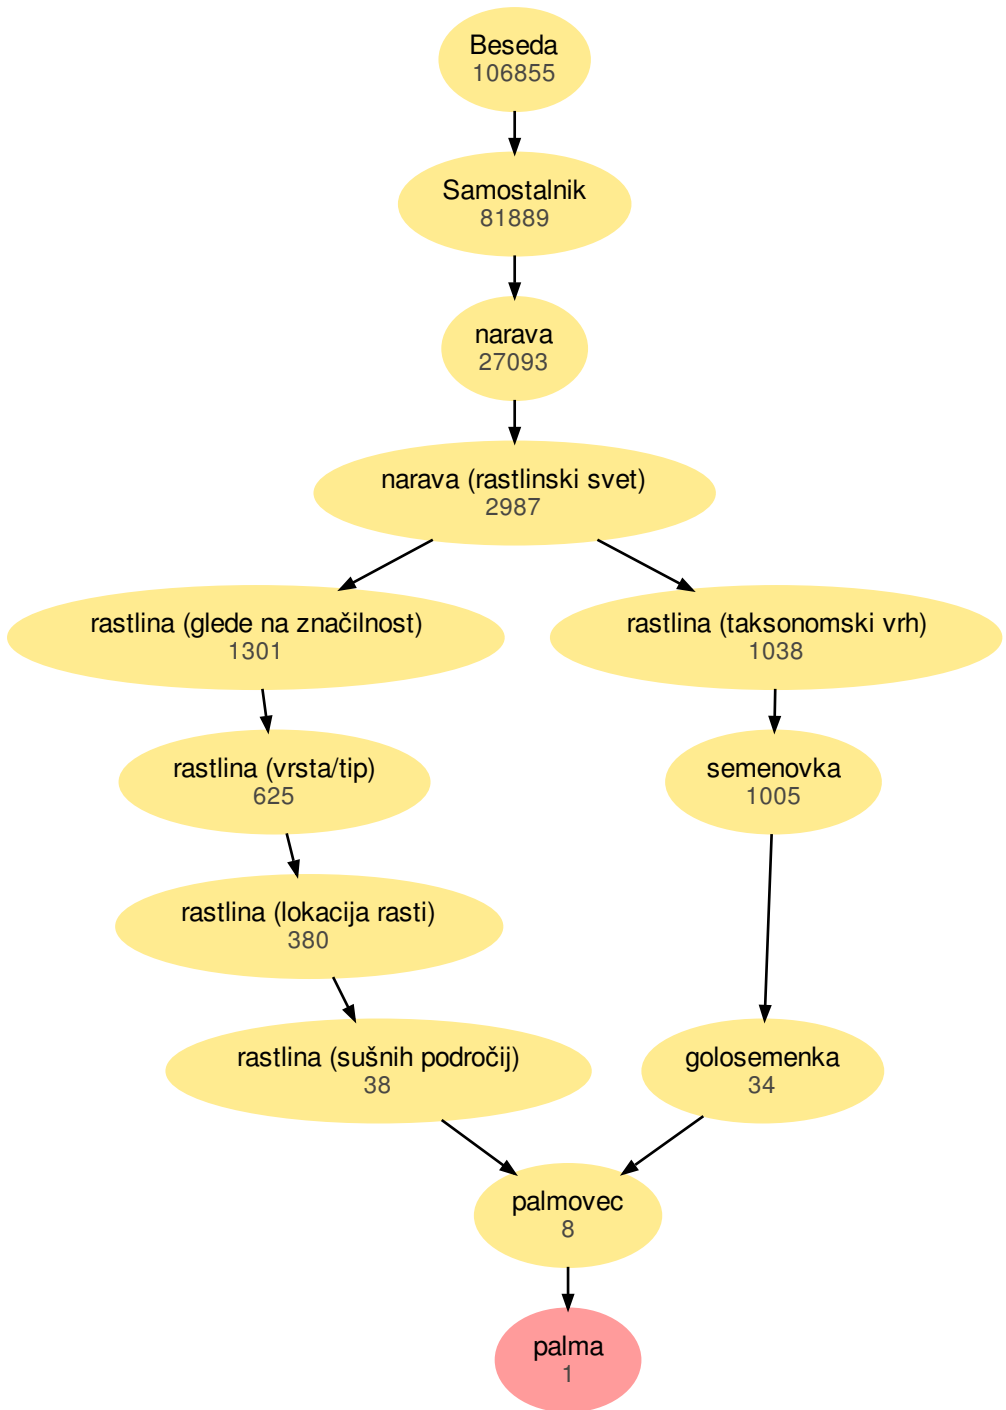 Beseda
106855
Samostalnik
81889
narava
27093
narava (rastlinski svet)
2987
rastlina (glede na značilnost)
1301
rastlina (taksonomski vrh)
1038
rastlina (vrsta/tip)
625
semenovka
1005
rastlina (lokacija rasti)
380
rastlina (sušnih področij)
38
golosemenka
34
palmovec
8
palma
1